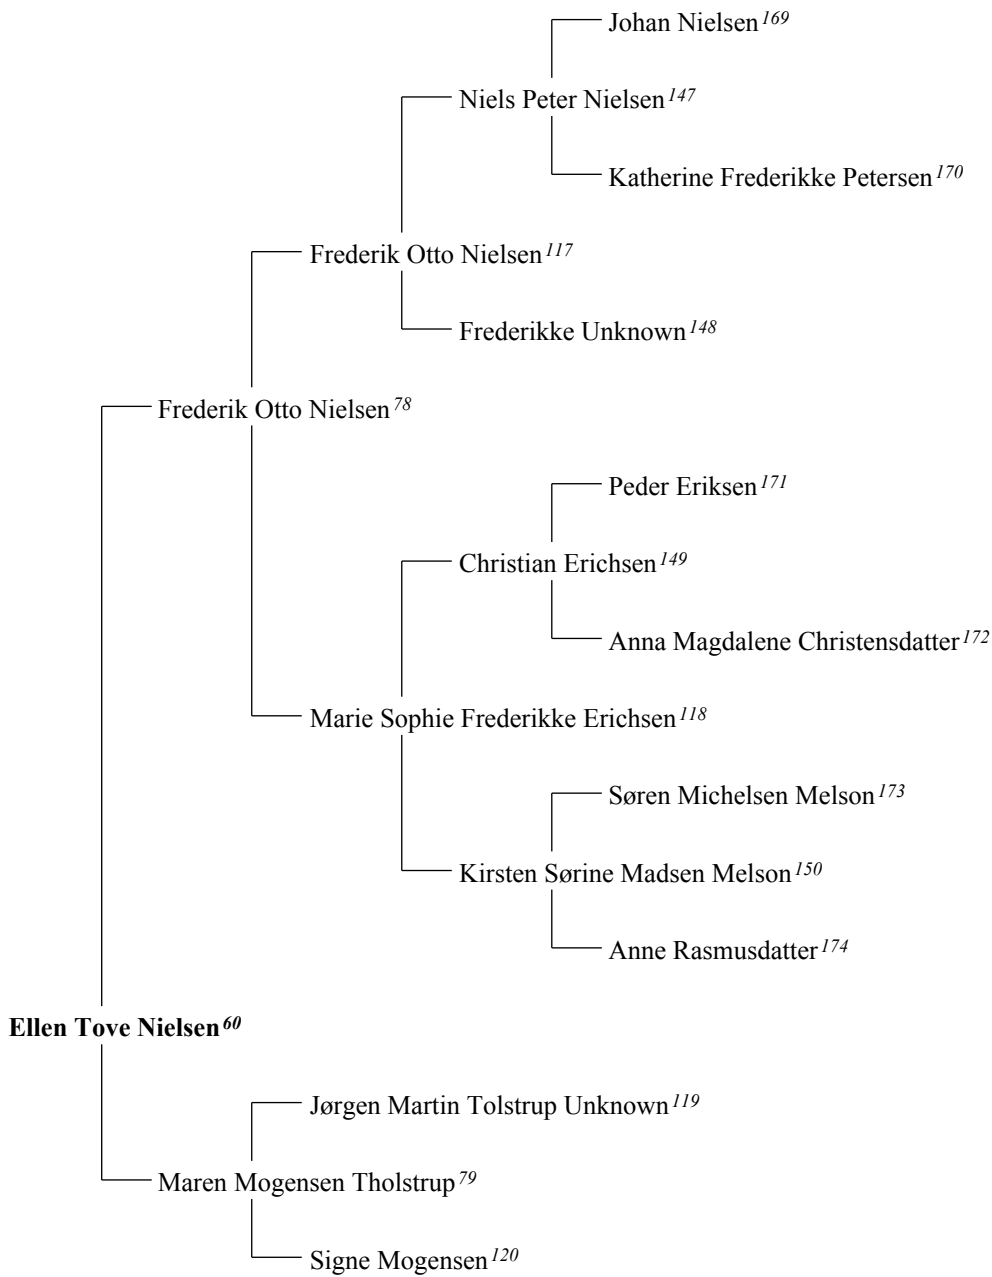 Johan Nielsen169
Niels Peter Nielsen147
Katherine Frederikke Petersen170
Frederik Otto Nielsen117
Frederikke Unknown148
Frederik Otto Nielsen78
Peder Eriksen171
Christian Erichsen149
Anna Magdalene Christensdatter172
Marie Sophie Frederikke Erichsen118
Søren Michelsen Melson173
Kirsten Sørine Madsen Melson150
Anne Rasmusdatter174
Ellen Tove Nielsen60
Jørgen Martin Tolstrup Unknown119
Maren Mogensen Tholstrup79
Signe Mogensen120